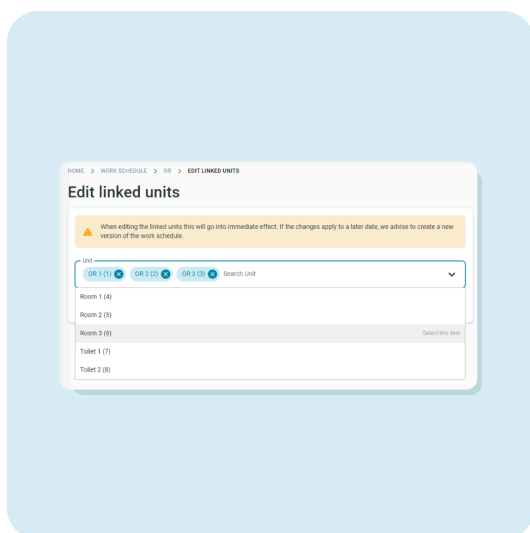 HOME > WORK SCHEDULE > OR > EDIT LINKED UNITS
Edit linked units
When editing the linked units this will go into immediate effect. If the changes apply to a later date, we advise to create a new
version of the work schedule.
Unit
OR 1 (1) OR 2 (2) OR 3 (3) Search Unit
Room 1 (4)
Room 2 (5)
Room 3 (6) Select this item
Toilet 1 (7)
Toilet 2 (8)